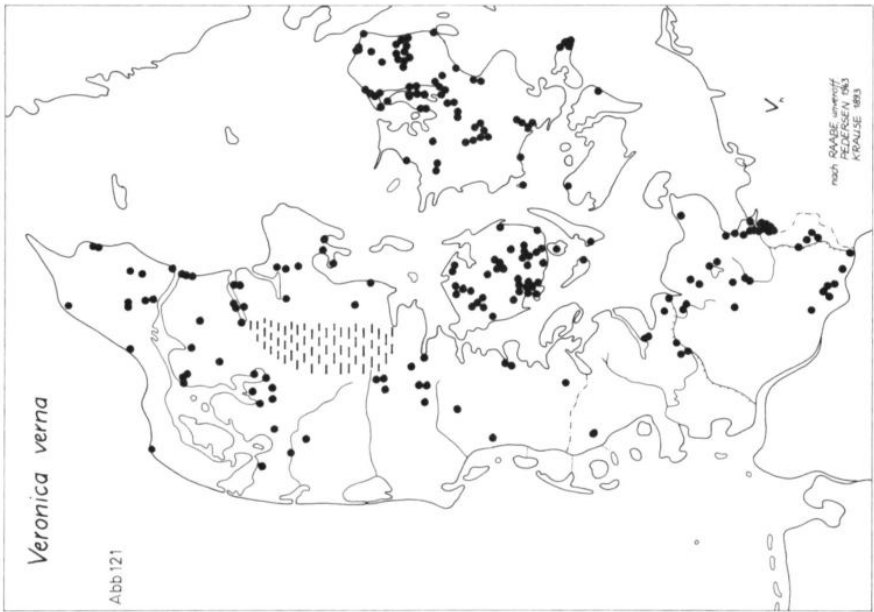 Veronica verna
Abb 121
nach RAABE unveröff
PEDERSEN 1963
KRAUSE 1893